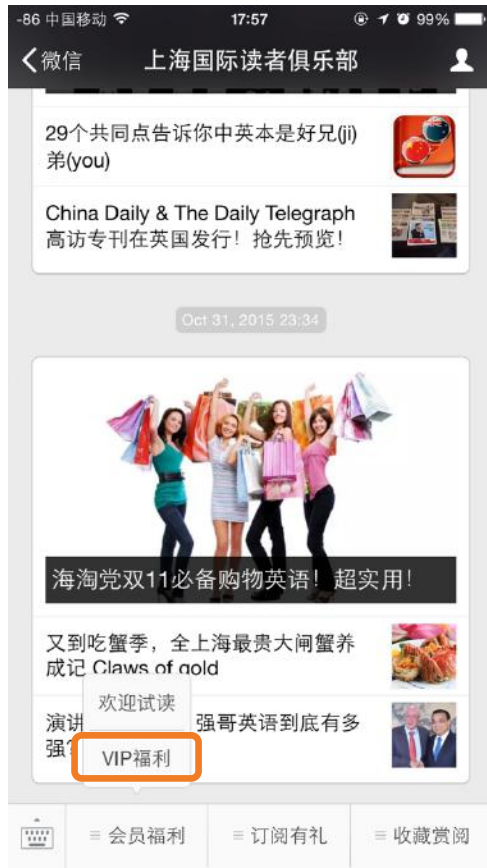 -86 中国移动 17:57 99%
微信 上海国际读者俱乐部
29个共同点告诉你中英本是好兄(ji)
弟(you)
China Daily & The Daily Telegraph
高访专刊在英国发行！抢先预览！
Oct 31, 2015 23:34
海淘党双11必备购物英语！超实用！
又到吃蟹季，全上海最贵大闸蟹养
成记 Claws of gold
欢迎试读
演讲 强哥英语到底有多
强?
VIP福利
会员福利 订阅有礼 收藏赏阅